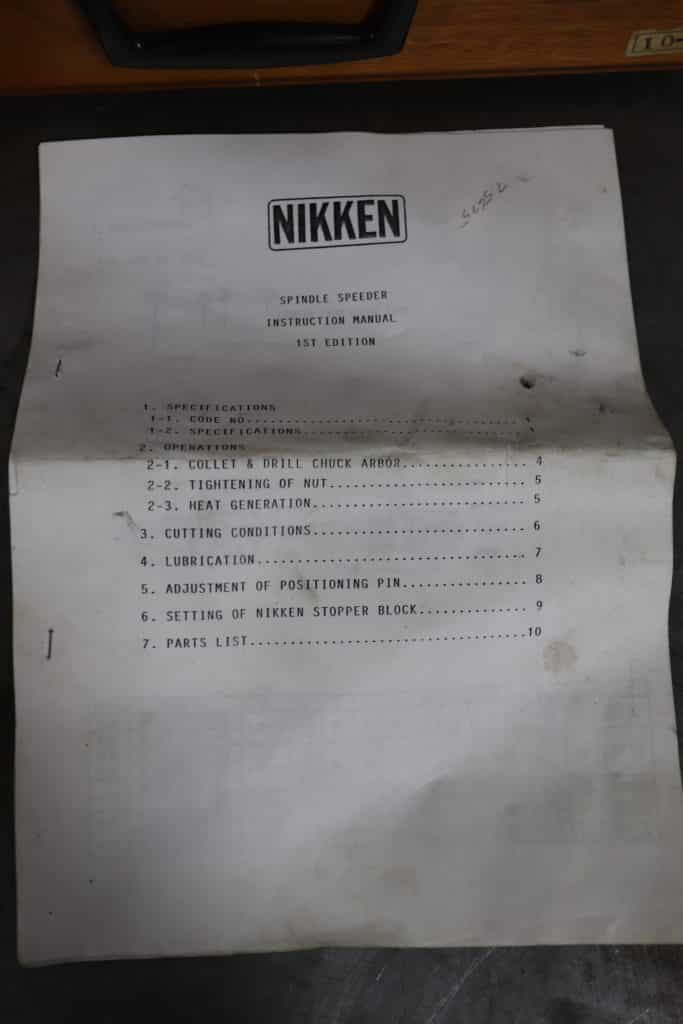 IO-
NIKKEN
SPINDLE SPEEDER
INSTRUCTION MANUAL
1ST EDITION
1. SPECIFICATIONS
1-1. CODE NO.................................... 1
1-2. SPECIFICATIONS............................ 1
2. OPERATIONS
2-1. COLLET & DRILL CHUCK ARBOR................ 4
2-2. TIGHTENING OF NUT......................... 5
2-3. HEAT GENERATION........................... 5
3. CUTTING CONDITIONS.......................... 6
4. LUBRICATION................................. 7
5. ADJUSTMENT OF POSITIONING PIN............... 8
6. SETTING OF NIKKEN STOPPER BLOCK.............. 9
7. PARTS LIST..................................10